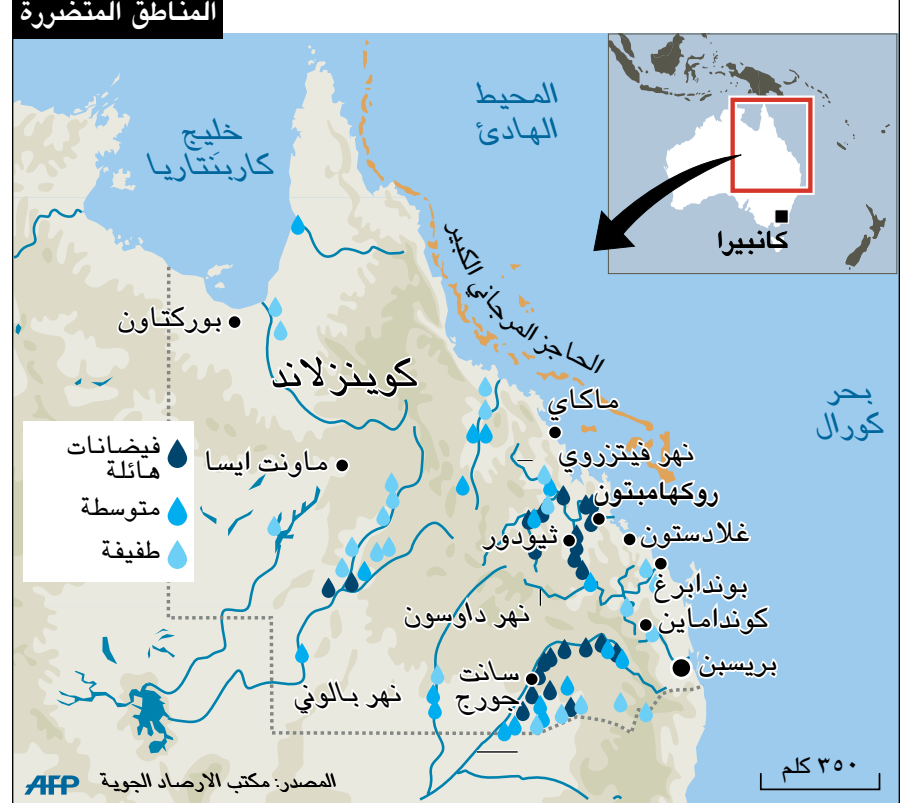 المناطق المتضررة
المحيط
الهادئ
خليج
كاربنَتاريا
كانبيرا
الحاجز المرجاني الكبير
بوركتاون
كوينزلاند
بحر
كورال
ماكاي
فيضانات
هائلة
متوسطة
طفيفة
ماونت ايسا
نهر فيتزروي
روكهامبتون
غلادستون
ثيودور
بوندابرغ
نهر داوسون
كونداماين
بريسبن
سانت
جورج
نهر بالوني
٣٥٠ كلم
المصدر: مكتب الارصاد الجوية
AFP